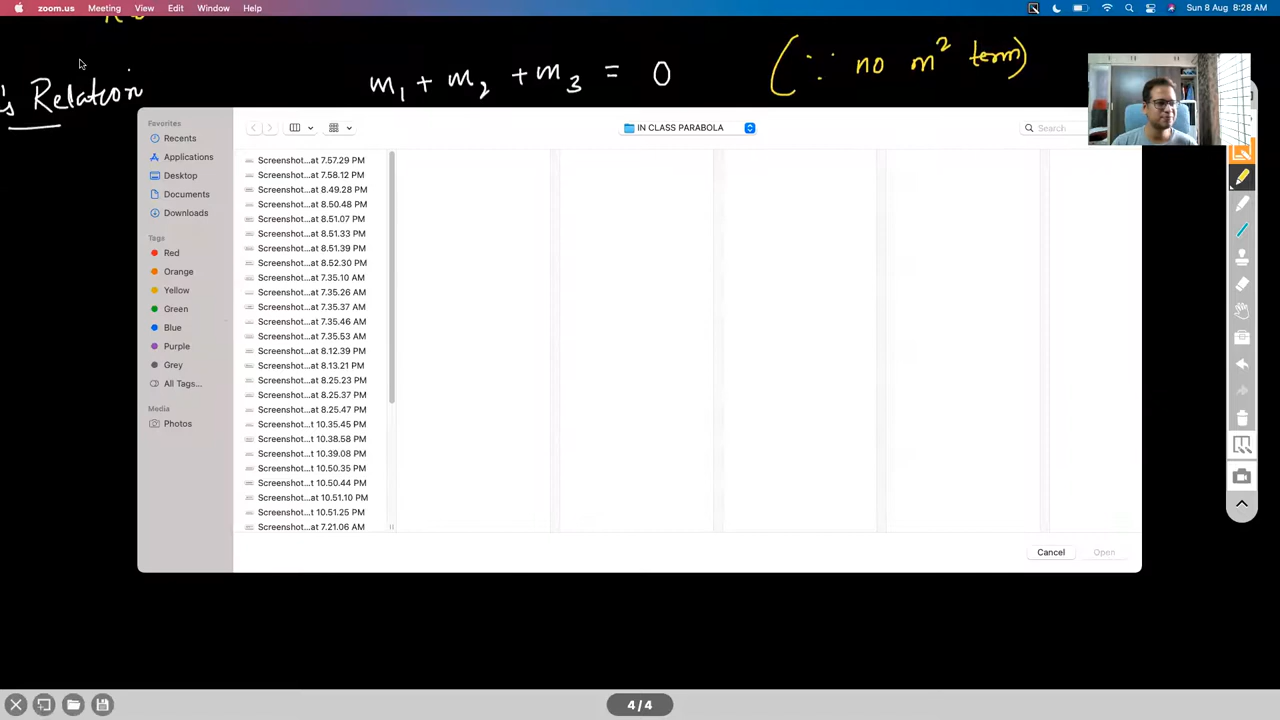 zoom.us Meeting View Edit Window Help
Sun 8 Aug 8:28 AM
's Relation
m₁ + m₂ + m₃ = 0
(∵ no m² term)
Favorites
Recents
Applications
Desktop
Documents
Downloads
Tags
Red
Orange
Yellow
Green
Blue
Purple
Grey
All Tags...
Media
Photos
IN CLASS PARABOLA
Search
Screenshot...at 7.57.29 PM
Screenshot...at 7.58.12 PM
Screenshot...at 8.49.28 PM
Screenshot...at 8.50.48 PM
Screenshot...at 8.51.07 PM
Screenshot...at 8.51.33 PM
Screenshot...at 8.51.39 PM
Screenshot...at 8.52.30 PM
Screenshot...at 7.35.10 AM
Screenshot...at 7.35.26 AM
Screenshot...at 7.35.37 AM
Screenshot...at 7.35.46 AM
Screenshot...at 7.35.53 AM
Screenshot...at 8.12.39 PM
Screenshot...at 8.13.21 PM
Screenshot...at 8.25.23 PM
Screenshot...at 8.25.37 PM
Screenshot...at 8.25.47 PM
Screenshot...t 10.35.45 PM
Screenshot...t 10.38.58 PM
Screenshot...t 10.39.08 PM
Screenshot...t 10.50.35 PM
Screenshot...t 10.50.44 PM
Screenshot...at 10.51.10 PM
Screenshot...t 10.51.25 PM
Screenshot...at 7.21.06 AM
Cancel
Open
4/4